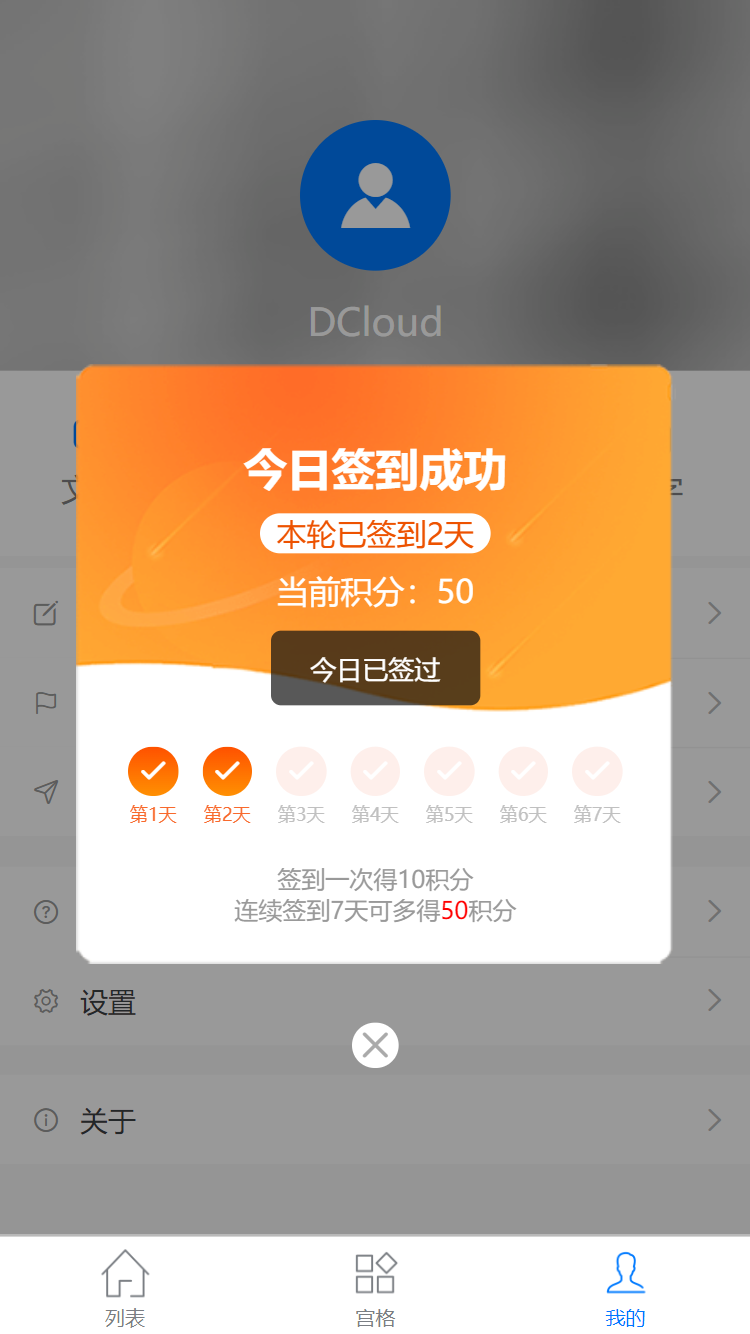 DCloud
今日签到成功
本轮已签到2天
当前积分：50
今日已签过
第1天 第2天 第3天 第4天 第5天 第6天 第7天
签到一次得10积分
连续签到7天可多得50积分
设置
关于
列表 宫格 我的